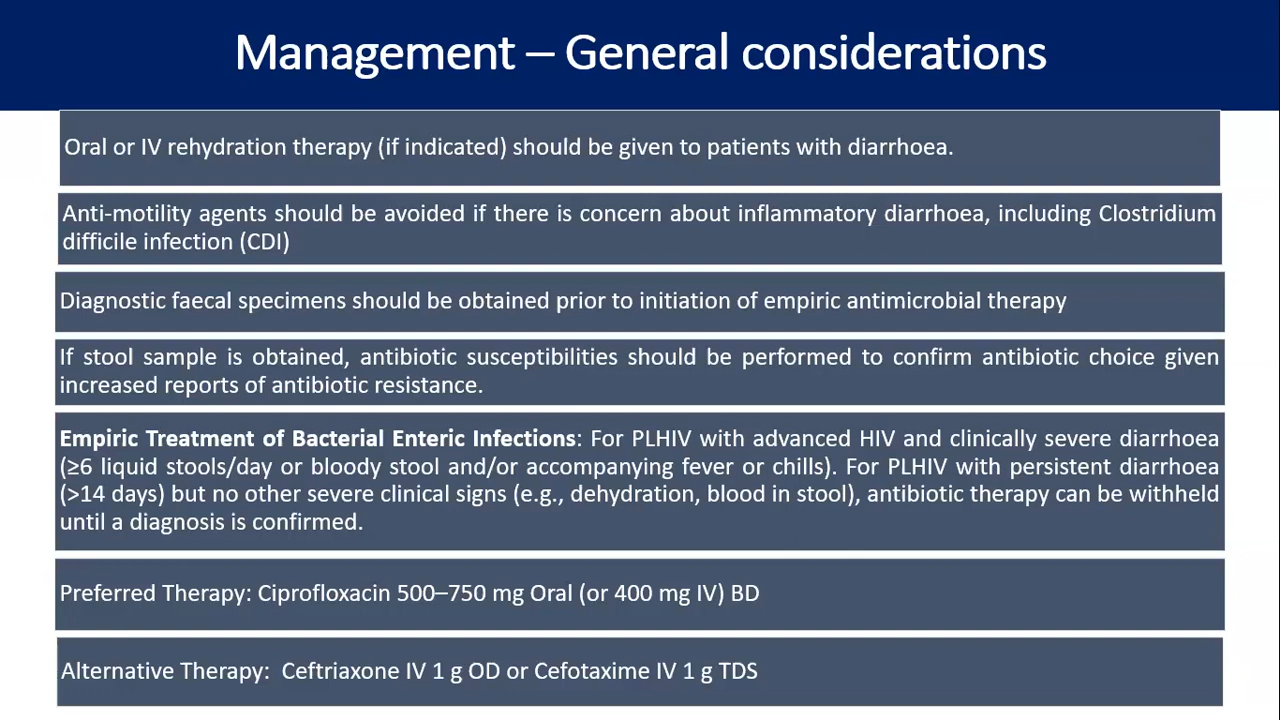 Management – General considerations
Oral or IV rehydration therapy (if indicated) should be given to patients with diarrhoea.
Anti-motility agents should be avoided if there is concern about inflammatory diarrhoea, including Clostridium
difficile infection (CDI)
Diagnostic faecal specimens should be obtained prior to initiation of empiric antimicrobial therapy
If stool sample is obtained, antibiotic susceptibilities should be performed to confirm antibiotic choice given
increased reports of antibiotic resistance.
Empiric Treatment of Bacterial Enteric Infections: For PLHIV with advanced HIV and clinically severe diarrhoea
(≥6 liquid stools/day or bloody stool and/or accompanying fever or chills). For PLHIV with persistent diarrhoea
(>14 days) but no other severe clinical signs (e.g., dehydration, blood in stool), antibiotic therapy can be withheld
until a diagnosis is confirmed.
Preferred Therapy: Ciprofloxacin 500–750 mg Oral (or 400 mg IV) BD
Alternative Therapy: Ceftriaxone IV 1 g OD or Cefotaxime IV 1 g TDS